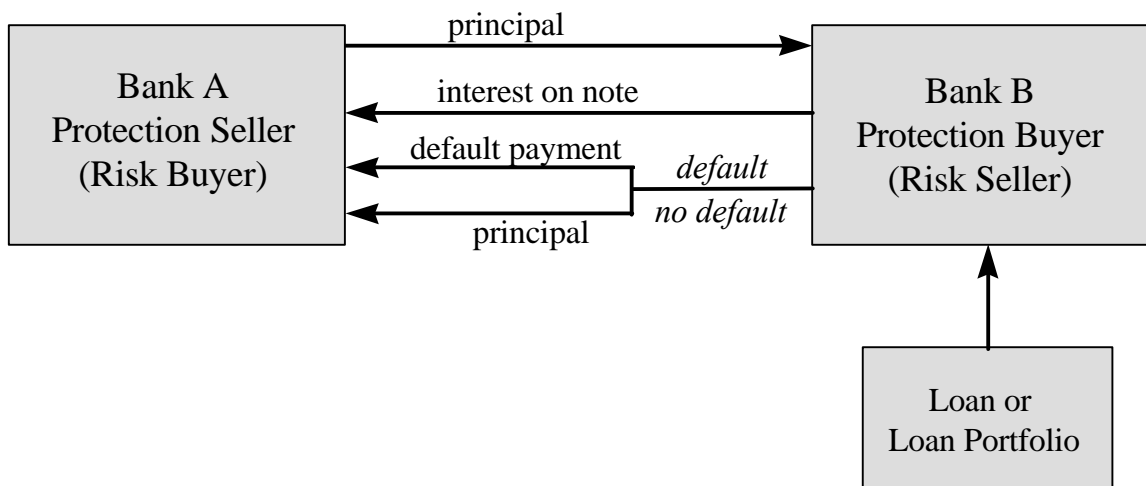 principal
Bank A
Protection Seller
(Risk Buyer)
interest on note
default payment
default
no default
principal
Bank B
Protection Buyer
(Risk Seller)
Loan or
Loan Portfolio